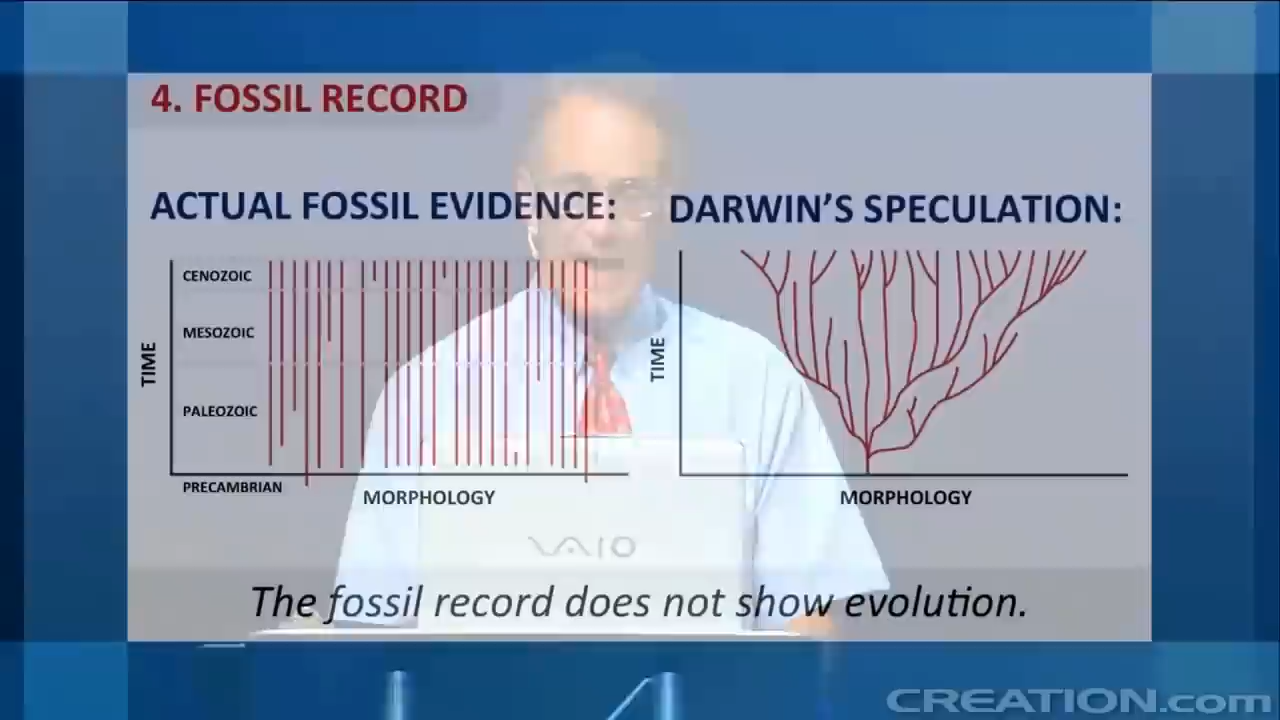 4. FOSSIL RECORD
ACTUAL FOSSIL EVIDENCE:
CENOZOIC
MESOZOIC
PALEOZOIC
PRECAMBRIAN
TIME
MORPHOLOGY
DARWIN'S SPECULATION:
TIME
MORPHOLOGY
VAIO
The fossil record does not show evolution.
CREATION.com